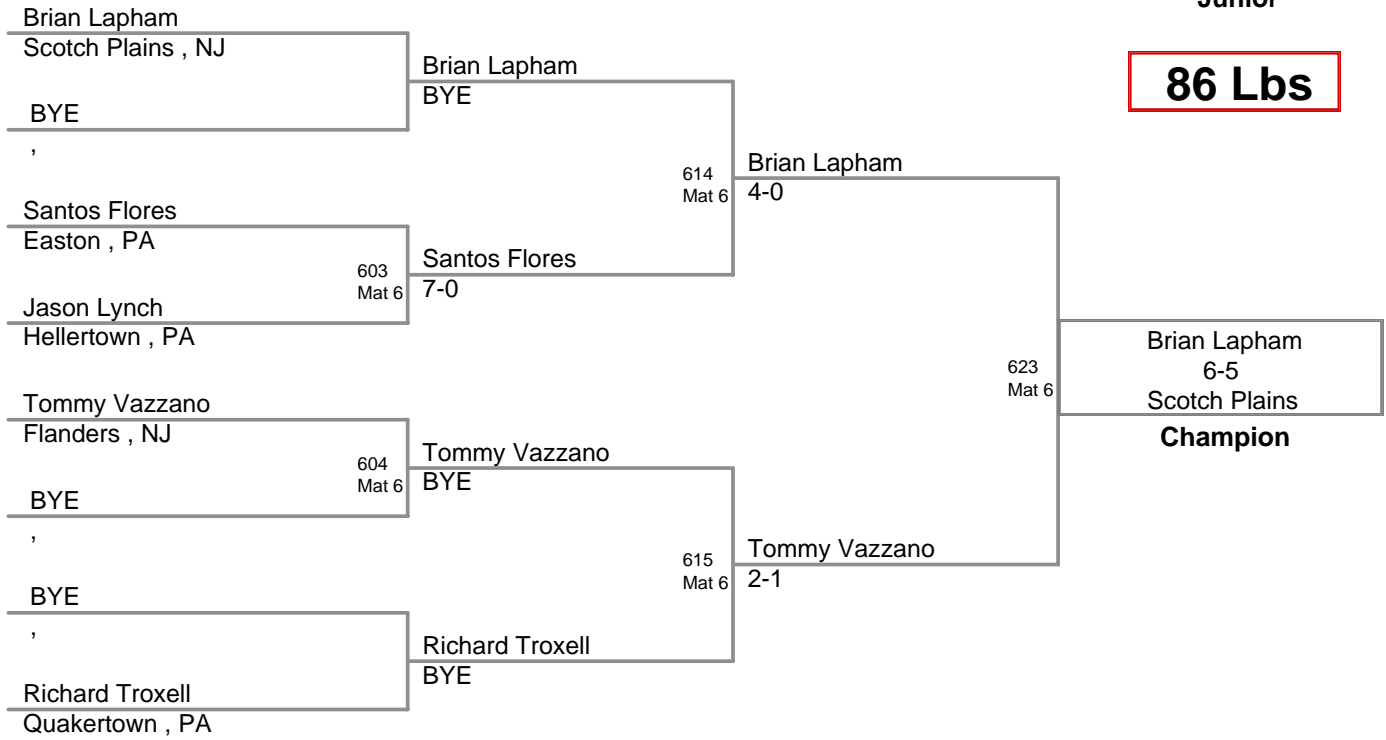 Junior
86 Lbs
Brian Lapham
Scotch Plains , NJ
BYE
,
Santos Flores
Easton , PA
Jason Lynch
Hellertown , PA
Tommy Vazzano
Flanders , NJ
BYE
,
BYE
,
Richard Troxell
Quakertown , PA
Brian Lapham
BYE
603
Mat 6
Santos Flores
7-0
604
Mat 6
Tommy Vazzano
BYE
Richard Troxell
BYE
614
Mat 6
Brian Lapham
4-0
615
Mat 6
Tommy Vazzano
2-1
623
Mat 6
Brian Lapham
6-5
Scotch Plains
Champion